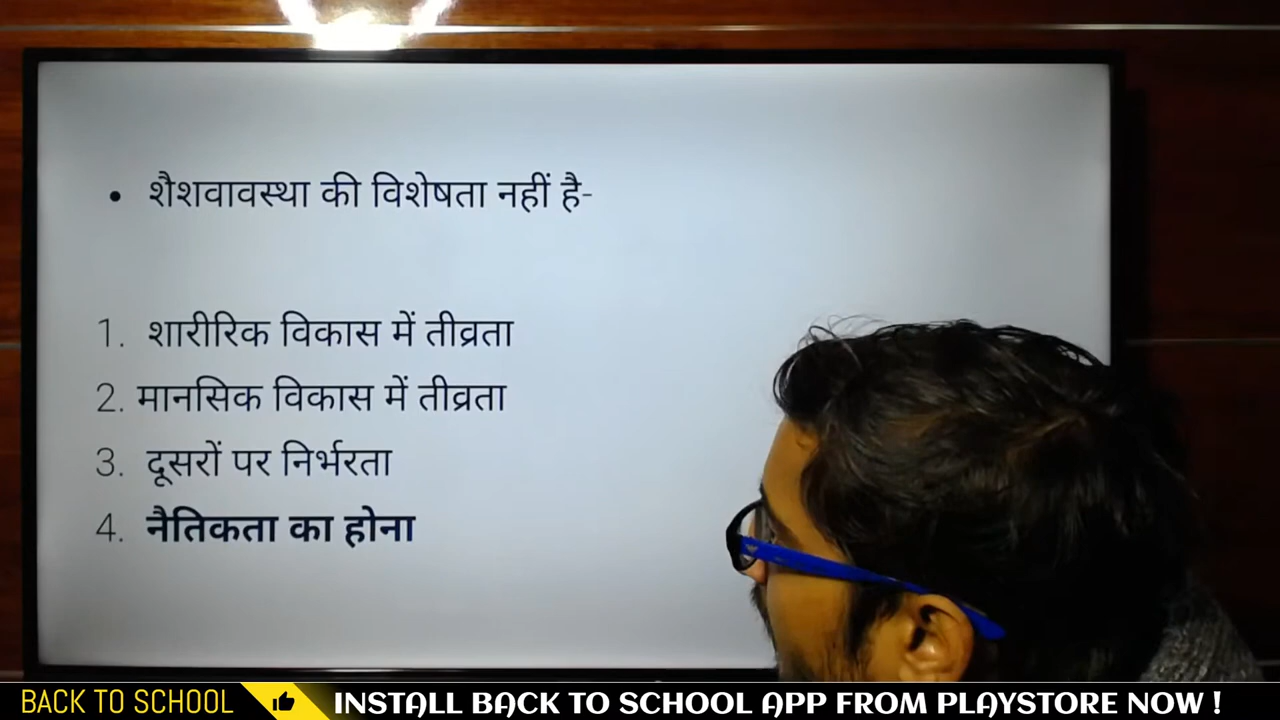 • शैशवावस्था की विशेषता नहीं है-
1. शारीरिक विकास में तीव्रता
2. मानसिक विकास में तीव्रता
3. दूसरों पर निर्भरता
4. नैतिकता का होना
BACK TO SCHOOL INSTALL BACK TO SCHOOL APP FROM PLAYSTORE NOW !